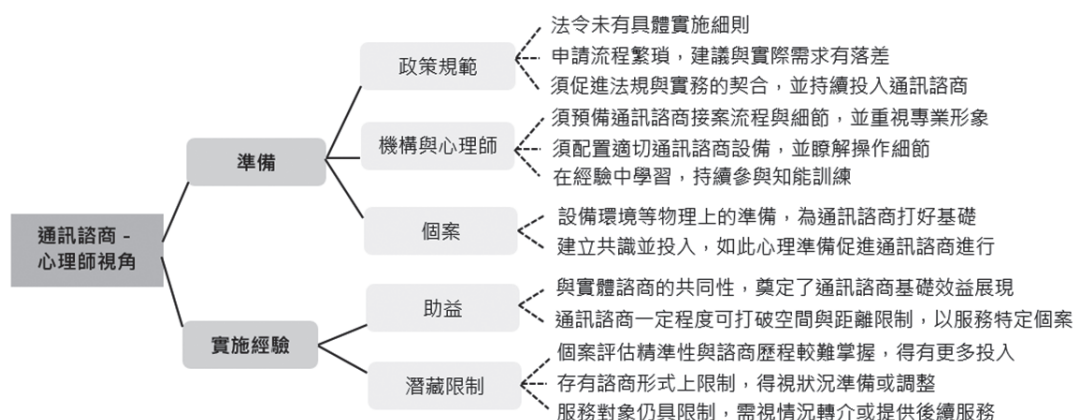 法令未有具體實施細則
申請流程繁瑣，建議與實際需求有落差
須促進法規與實務的契合，並持續投入通訊諮商
政策規範
須預備通訊諮商接案流程與細節，並重視專業形象
須配置適切通訊諮商設備，並瞭解操作細節
在經驗中學習，持續參與知能訓練
機構與心理師
準備
設備環境等物理上的準備，為通訊諮商打好基礎
建立共識並投入，如此心理準備促進通訊諮商進行
個案
通訊諮商 -
心理師視角
與實體諮商的共同性，奠定了通訊諮商基礎效益展現
通訊諮商一定程度可打破空間與距離限制，以服務特定個案
助益
實施經驗
個案評估精準性與諮商歷程較難掌握，得有更多投入
存有諮商形式上限制，得視狀況準備或調整
服務對象仍具限制，需視情況轉介或提供後續服務
潛藏限制